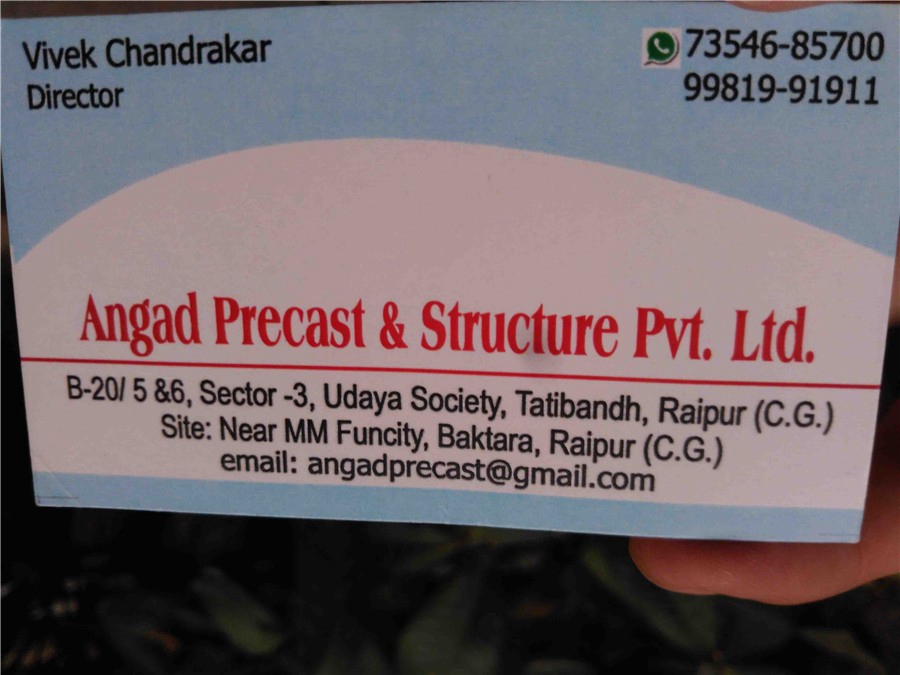 Vivek Chandrakar
Director
73546-85700
99819-91911
Angad Precast & Structure Pvt. Ltd.
B-20/ 5 &6, Sector -3, Udaya Society, Tatibandh, Raipur (C.G.)
Site: Near MM Funcity, Baktara, Raipur (C.G.)
email: angadprecast@gmail.com